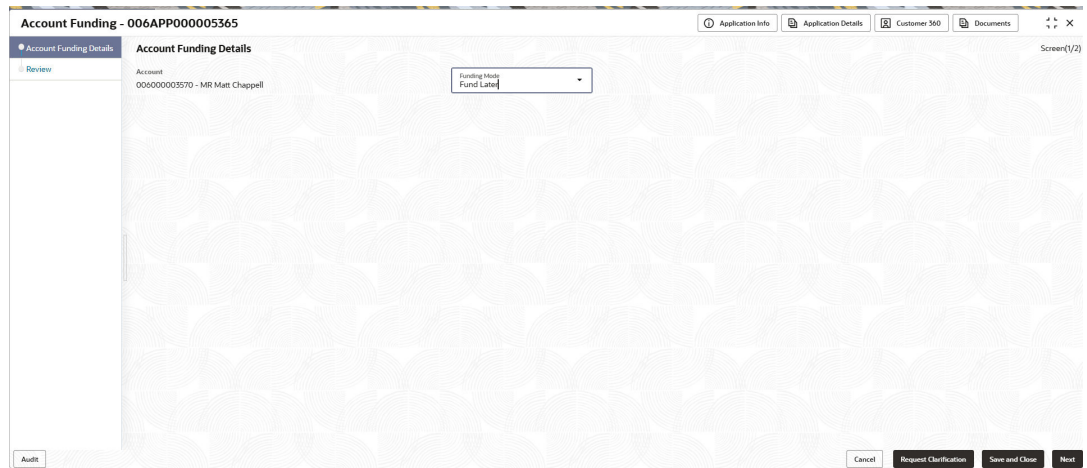 Account Funding - 006APP000005365
Application Info
Application Details
Customer 360
Documents
Account Funding Details
Review
Account Funding Details
Screen(1/2)
Account
006000003570 - MR Matt Chappell
Funding Mode
Fund Later
Audit
Cancel
Request Clarification
Save and Close
Next